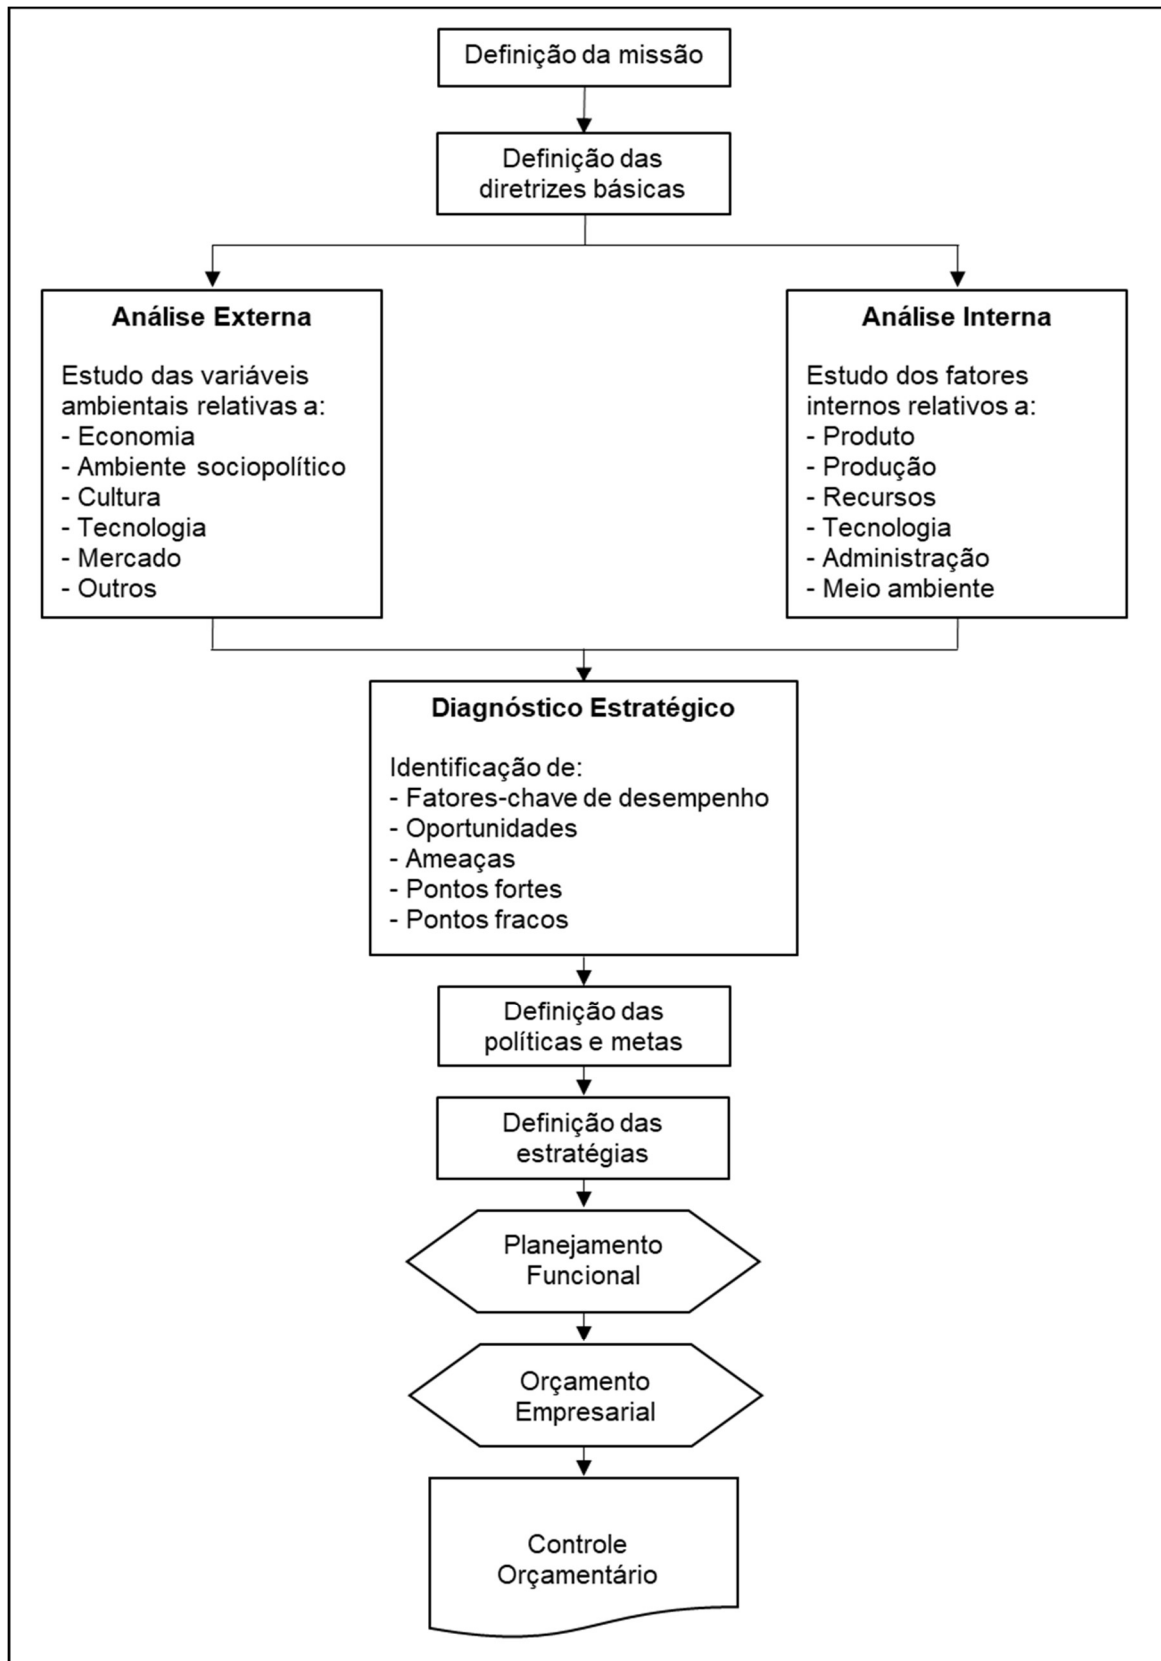 Definição da missão
Definição das
diretrizes básicas
Análise Externa
Estudo das variáveis
ambientais relativas a:
- Economia
- Ambiente sociopolítico
- Cultura
- Tecnologia
- Mercado
- Outros
Análise Interna
Estudo dos fatores
internos relativos a:
- Produto
- Produção
- Recursos
- Tecnologia
- Administração
- Meio ambiente
Diagnóstico Estratégico
Identificação de:
- Fatores-chave de desempenho
- Oportunidades
- Ameaças
- Pontos fortes
- Pontos fracos
Definição das
políticas e metas
Definição das
estratégias
Planejamento
Funcional
Orçamento
Empresarial
Controle
Orçamentário